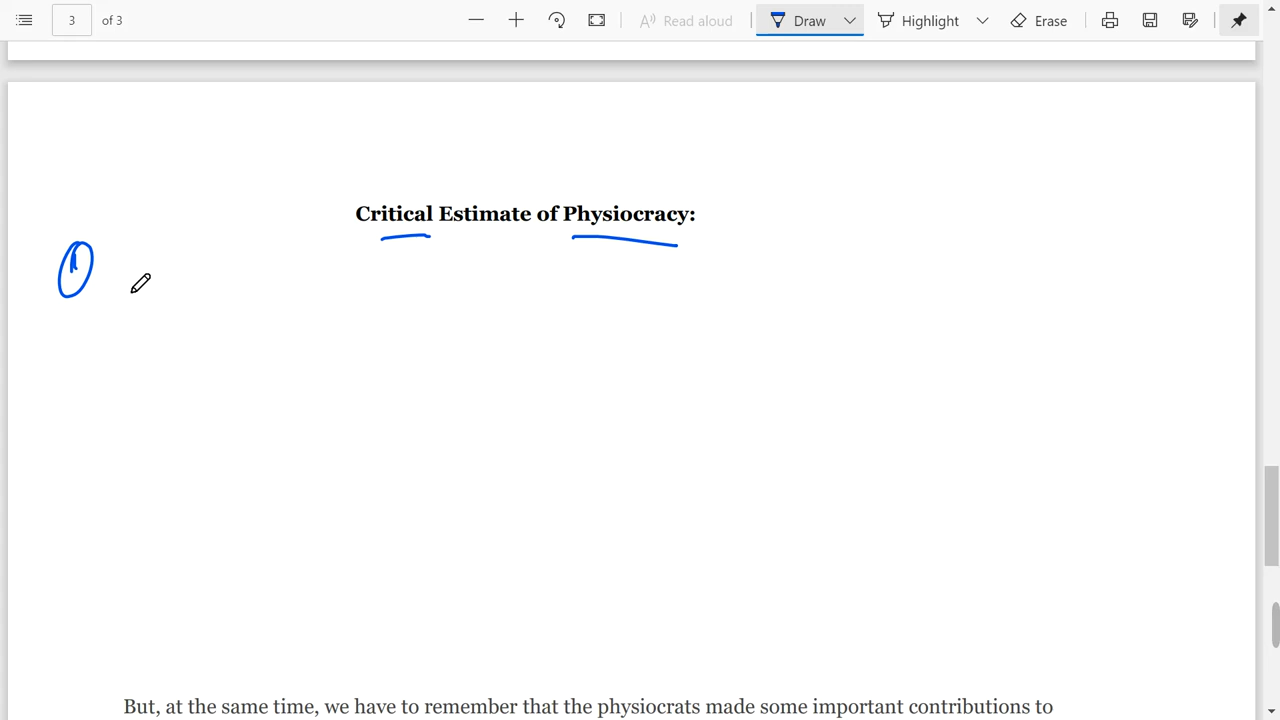 3 of 3 Read aloud Draw Highlight Erase
Critical Estimate of Physiocracy:
1
But, at the same time, we have to remember that the physiocrats made some important contributions to